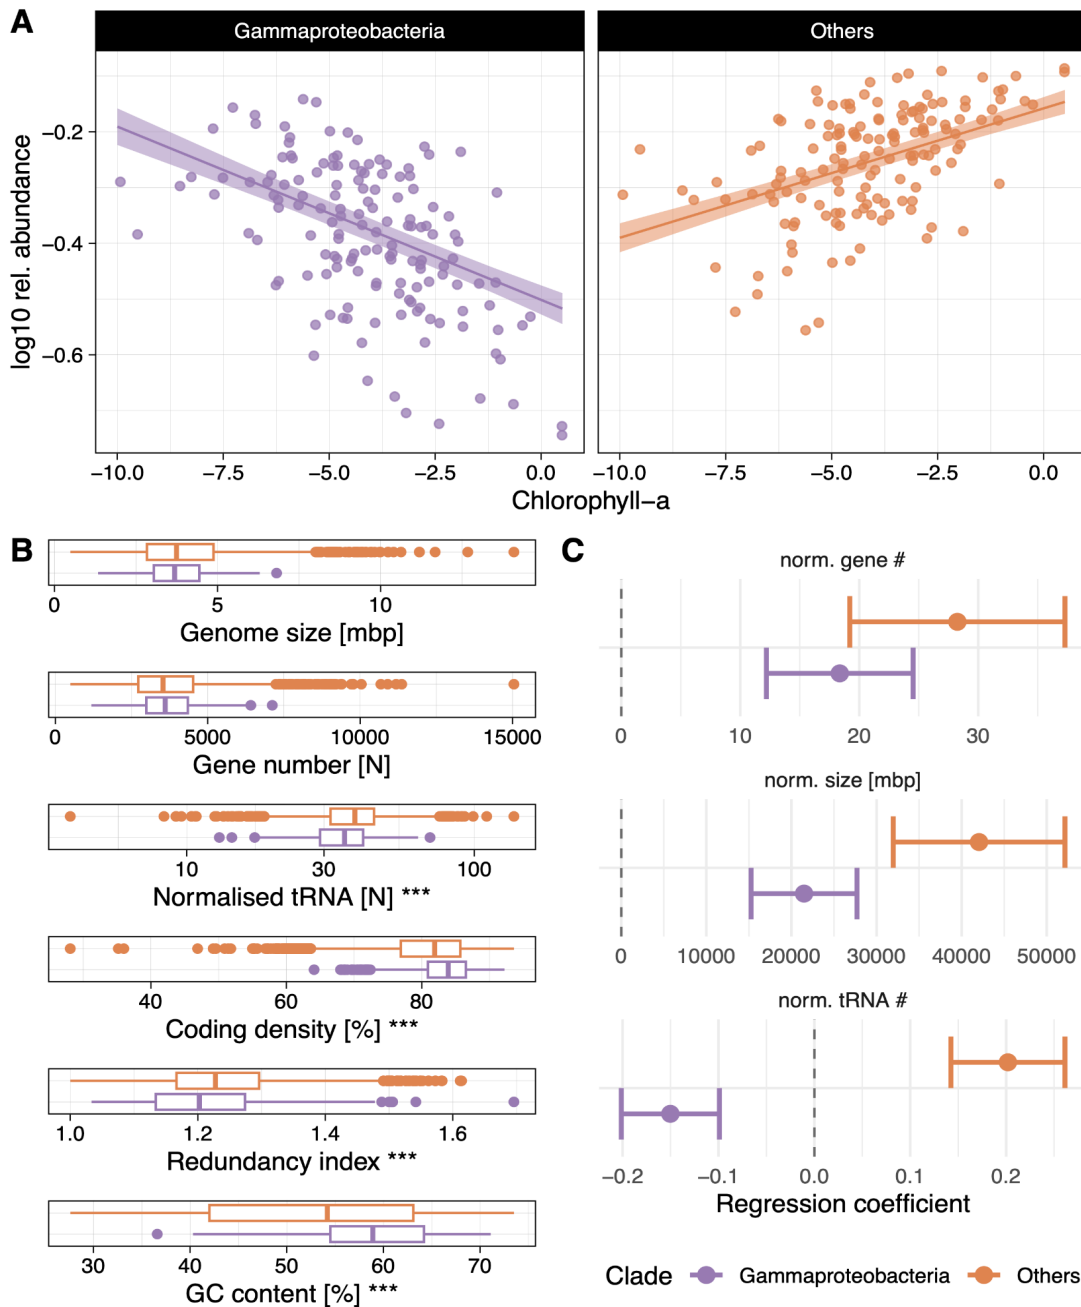 A
Gammaproteobacteria
Others
log10 rel. abundance
−0.2
−0.4
−0.6
−10.0 −7.5 −5.0 −2.5 0.0
−10.0 −7.5 −5.0 −2.5 0.0
Chlorophyll−a
B
0 5 10
Genome size [mbp]
0 5000 10000 15000
Gene number [N]
10 30 100
Normalised tRNA [N] ***
40 60 80
Coding density [%] ***
1.0 1.2 1.4 1.6
Redundancy index ***
30 40 50 60 70
GC content [%] ***
C
norm. gene #
0 10 20 30
norm. size [mbp]
0 10000 20000 30000 40000 50000
norm. tRNA #
−0.2 −0.1 0.0 0.1 0.2
Regression coefficient
Clade Gammaproteobacteria Others